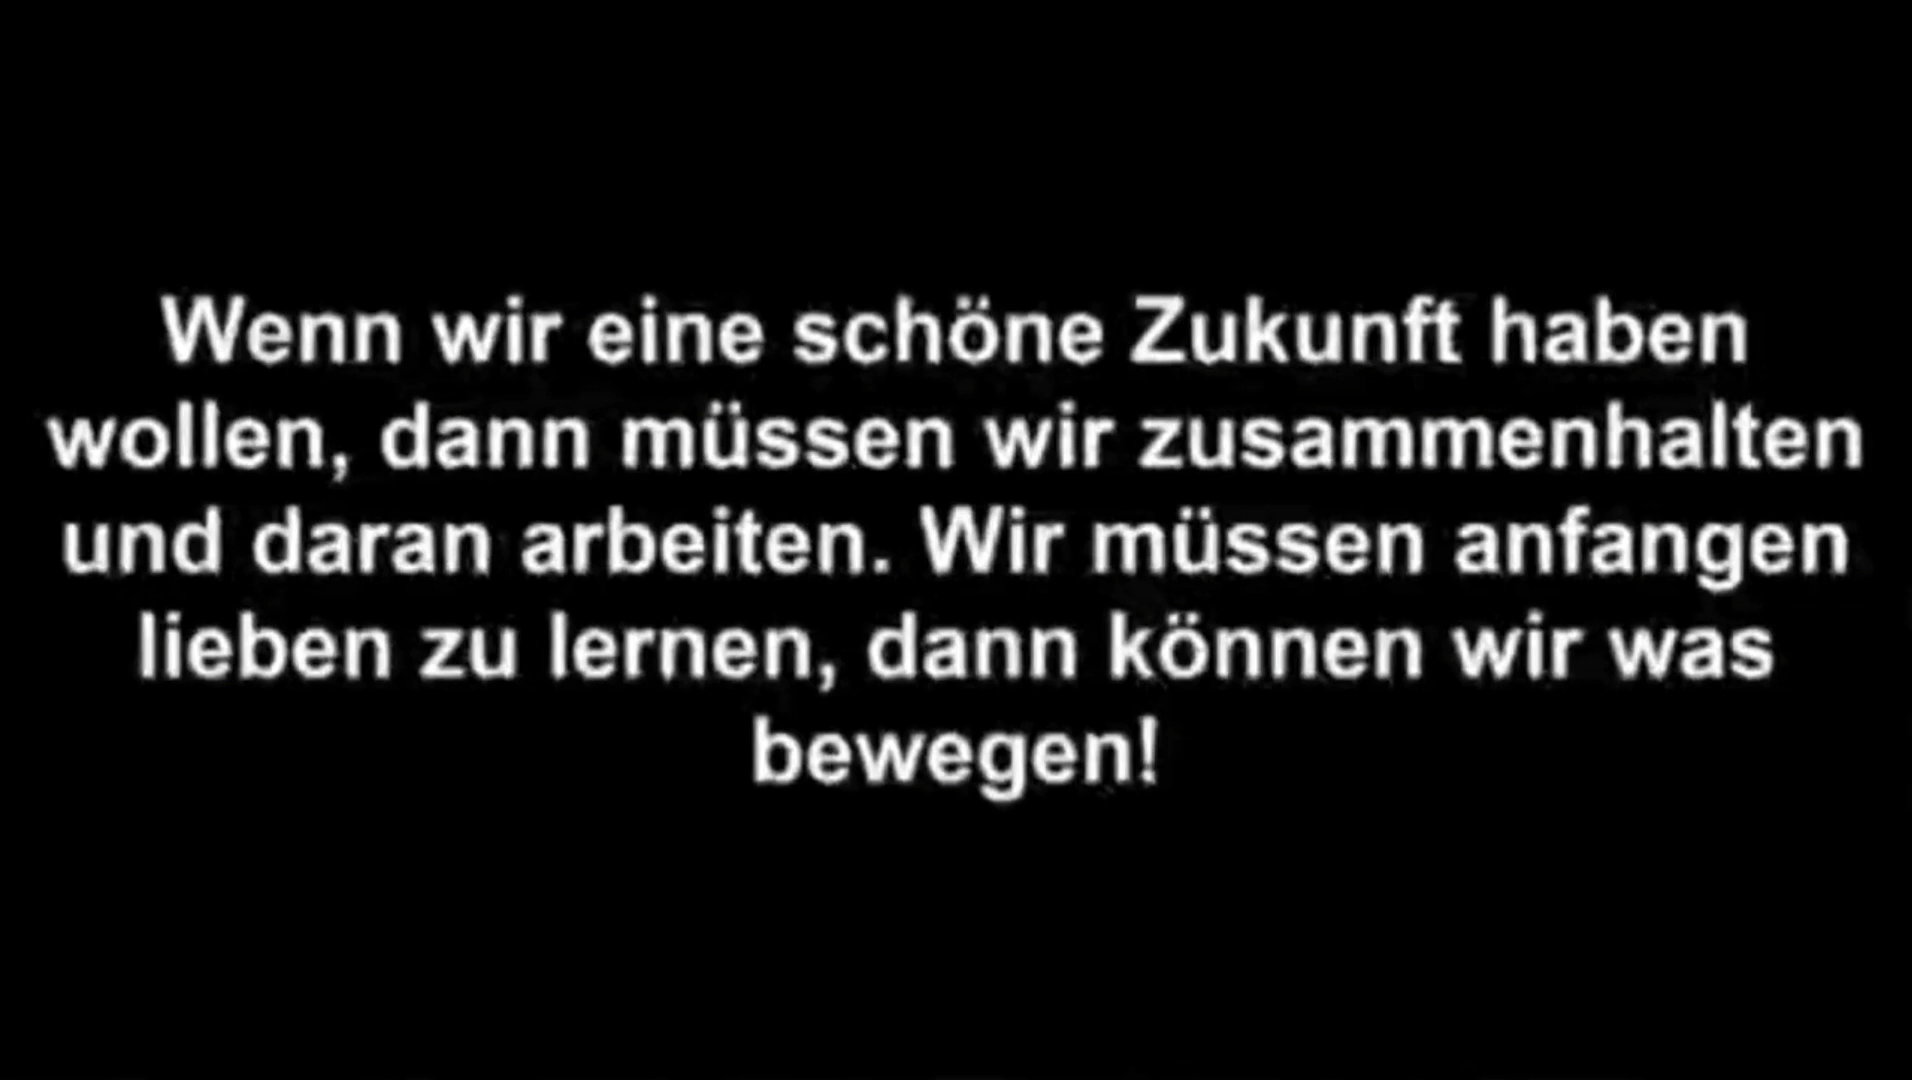 Wenn wir eine schöne Zukunft haben
wollen, dann müssen wir zusammenhalten
und daran arbeiten. Wir müssen anfangen
lieben zu lernen, dann können wir was
bewegen!